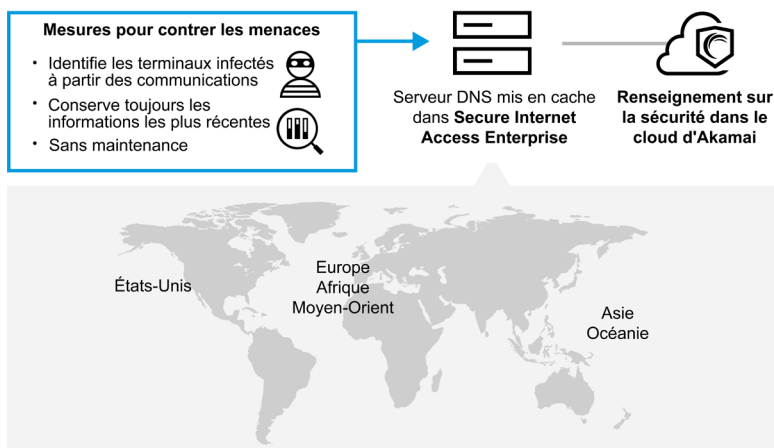 Mesures pour contrer les menaces
• Identifie les terminaux infectés
à partir des communications
• Conserve toujours les
informations les plus récentes
• Sans maintenance
Serveur DNS mis en cache
dans Secure Internet
Access Enterprise
Renseignement sur
la sécurité dans le
cloud d'Akamai
États-Unis
Europe
Afrique
Moyen-Orient
Asie
Océanie